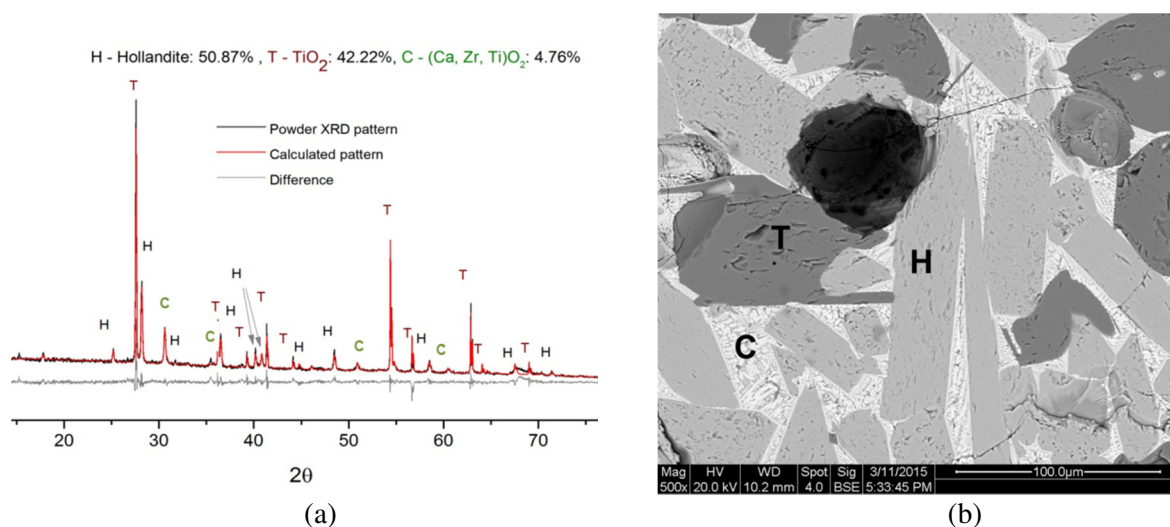 H - Hollandite: 50.87% , T - TiO2: 42.22%, C - (Ca, Zr, Ti)O2: 4.76%
T
Powder XRD pattern
Calculated pattern
Difference
T
H
H
C
T
H
T
T
H
H
C
T
T
H
H
C
T
H
C
T
H
T
H
20 30 40 50 60 70
2θ
(a)
T
H
C
Mag HV WD Spot Sig 3/11/2015 100.0µm
500x 20.0 kV 10.2 mm 4.0 BSE 5:33:45 PM
(b)